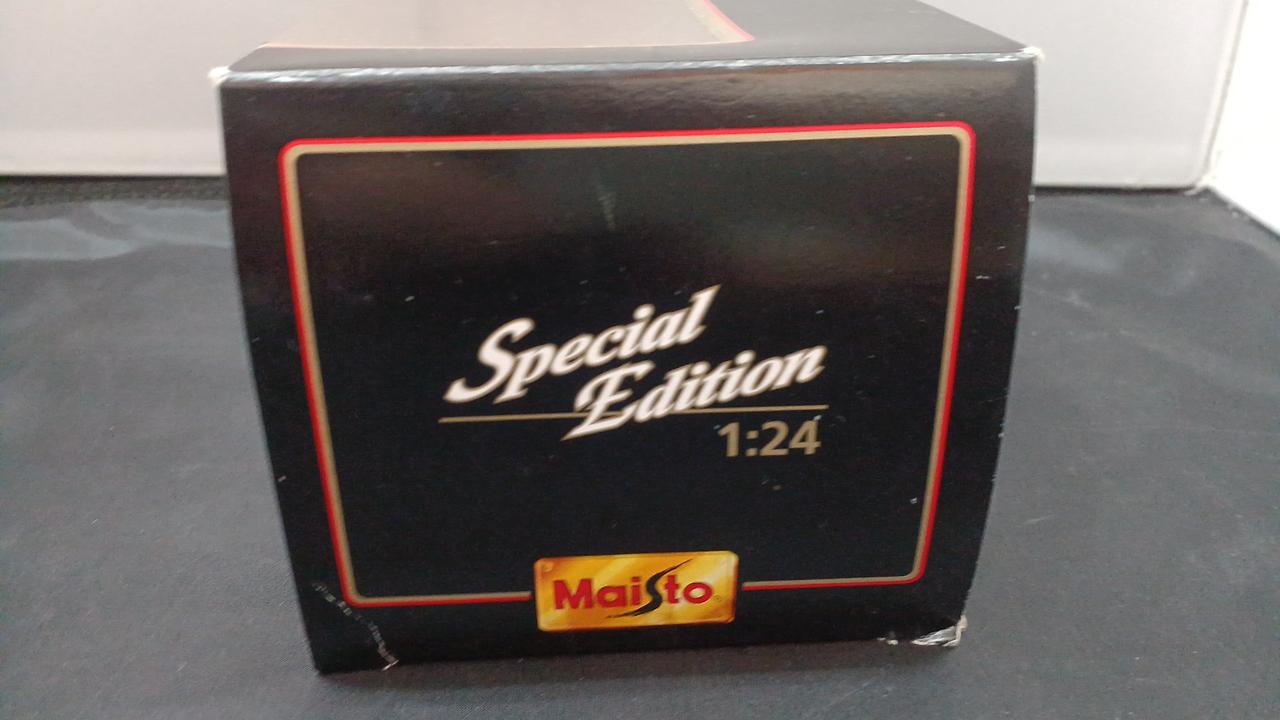 Special
Edition
1:24
Maisto